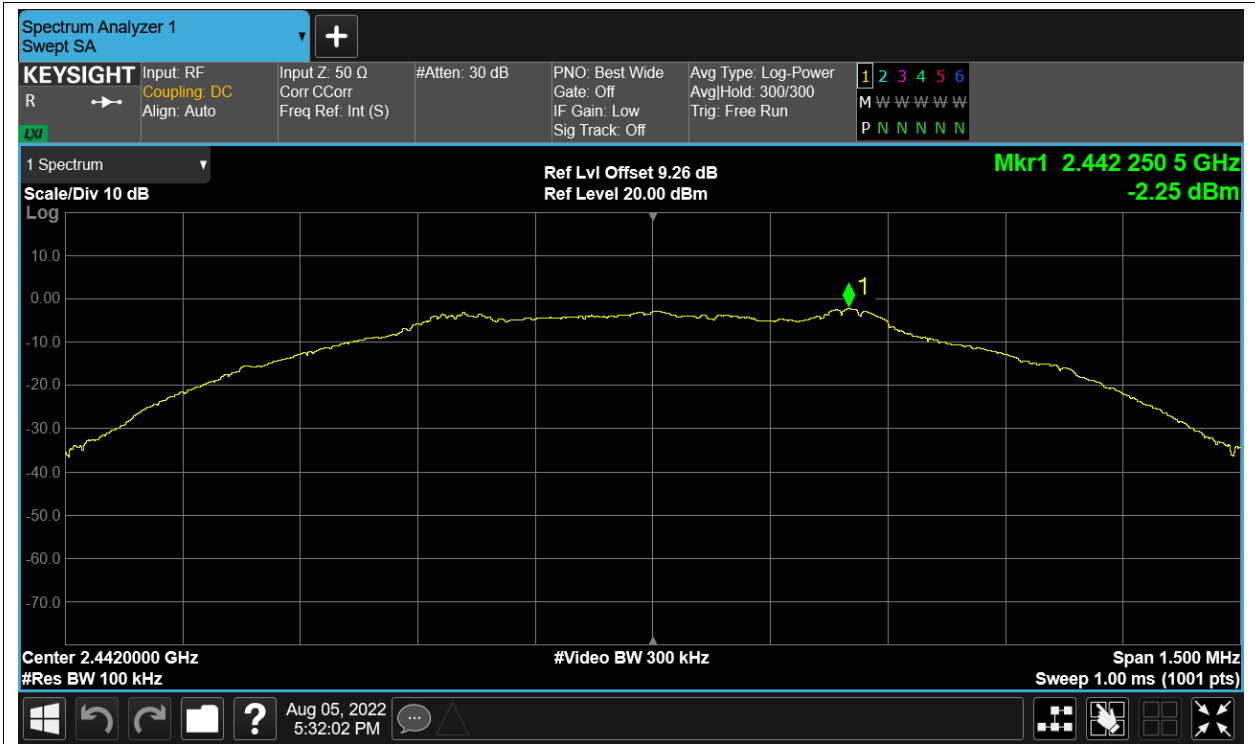 Spectrum Analyzer 1
Swept SA
KEYSIGHT
R
LXI
Input: RF
Coupling: DC
Align: Auto
Input Z: 50 Ω
Corr CCorr
Freq Ref: Int (S)
#Atten: 30 dB
PNO: Best Wide
Gate: Off
IF Gain: Low
Sig Track: Off
Avg Type: Log-Power
Avg|Hold: 300/300
Trig: Free Run
1 2 3 4 5 6
M W W W W W
P N N N N N
1 Spectrum
Scale/Div 10 dB
Log
Ref Lvl Offset 9.26 dB
Ref Level 20.00 dBm
Mkr1 2.442 250 5 GHz
-2.25 dBm
10.0
0.00
-10.0
-20.0
-30.0
-40.0
-50.0
-60.0
-70.0
1
Center 2.4420000 GHz
#Res BW 100 kHz
#Video BW 300 kHz
Span 1.500 MHz
Sweep 1.00 ms (1001 pts)
?
Aug 05, 2022
5:32:02 PM